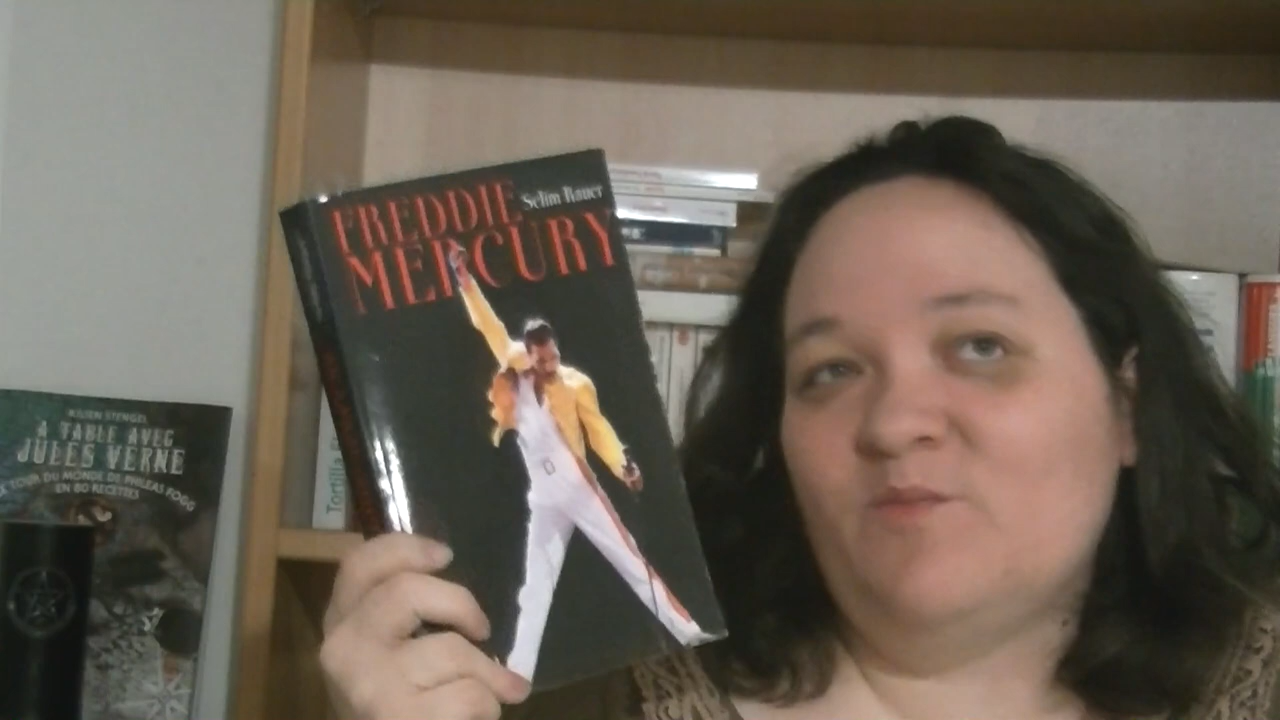 FREDDIE
Selim Rauer
MERCURY
KILIEN STENGEL
A TABLE AVEC
JULES VERNE
LE TOUR DU MONDE DE PHILEAS FOGG
EN 80 RECETTES
Tortilla